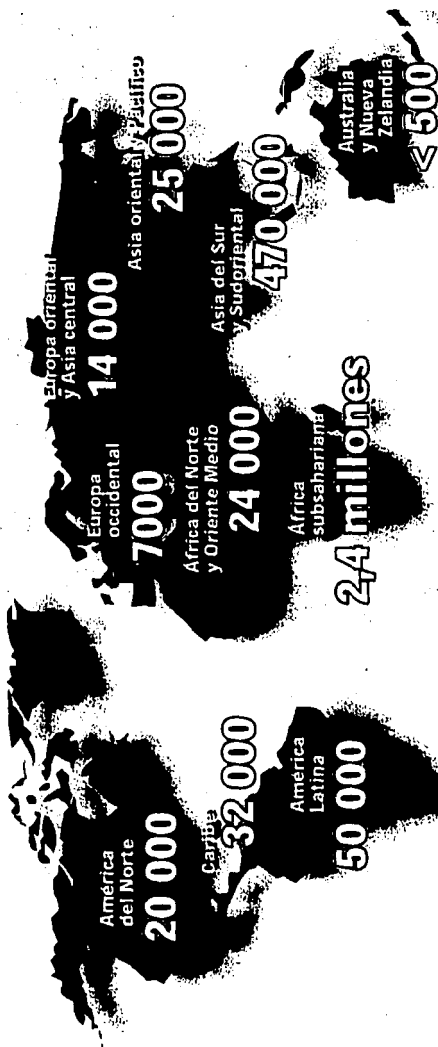 América
del Norte
20 000
Caribe
32 000
América
Latina
50 000
Europa
occidental
7000
África del Norte
y Oriente Medio
24 000
África
subsahariana
2,4 millones
Europa oriental
y Asia central
14 000
Asia oriental y Pacífico
25 000
Asia del Sur
y Sudoriental
470 000
Australia
y Nueva
Zelandia
< 500